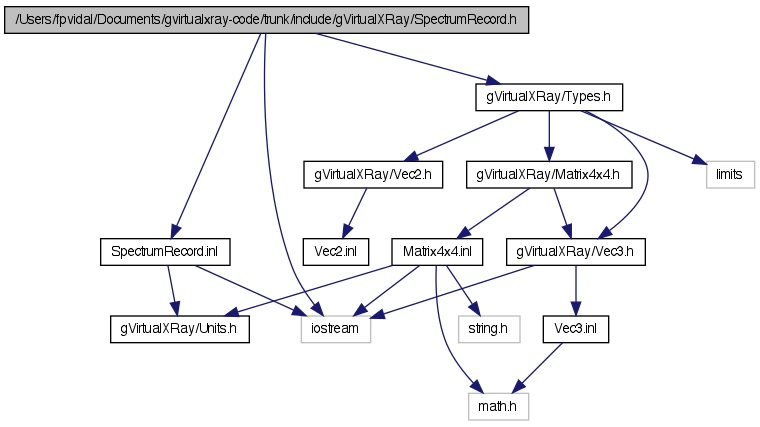 /Users/fpvidal/Documents/gvirtualxray-code/trunk/include/gVirtualXRay/SpectrumRecord.h
gVirtualXRay/Types.h
gVirtualXRay/Vec2.h
gVirtualXRay/Matrix4x4.h
limits
SpectrumRecord.inl
Vec2.inl
Matrix4x4.inl
gVirtualXRay/Vec3.h
gVirtualXRay/Units.h
iostream
string.h
Vec3.inl
math.h